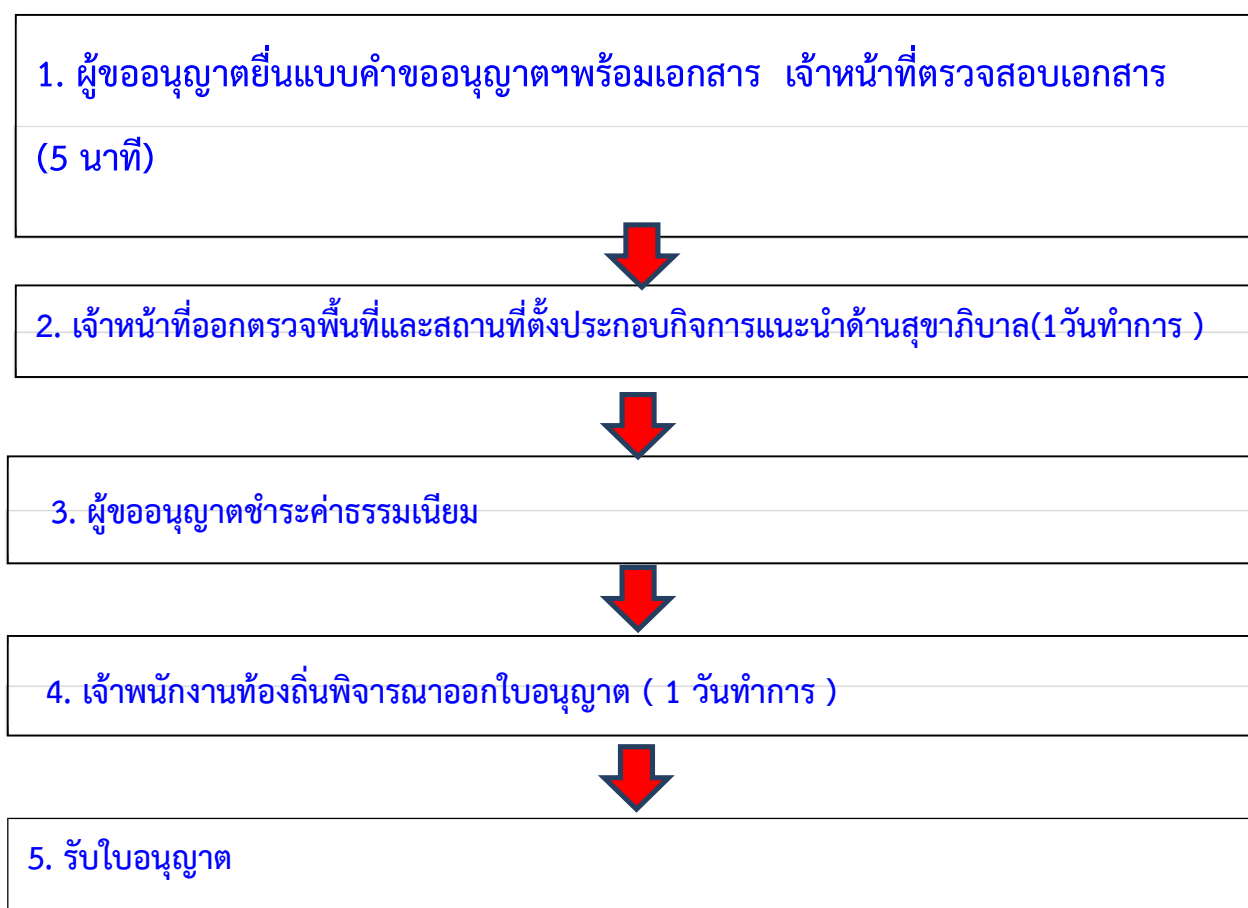 1. ผู้ขออนุญาตยื่นแบบคำขออนุญาตฯพร้อมเอกสาร เจ้าหน้าที่ตรวจสอบเอกสาร
(5 นาที)
2. เจ้าหน้าที่ออกตรวจพื้นที่และสถานที่ตั้งประกอบกิจการแนะนำด้านสุขาภิบาล(1วันทำการ )
3. ผู้ขออนุญาตชำระค่าธรรมเนียม
4. เจ้าพนักงานท้องถิ่นพิจารณาออกใบอนุญาต ( 1 วันทำการ )
5. รับใบอนุญาต